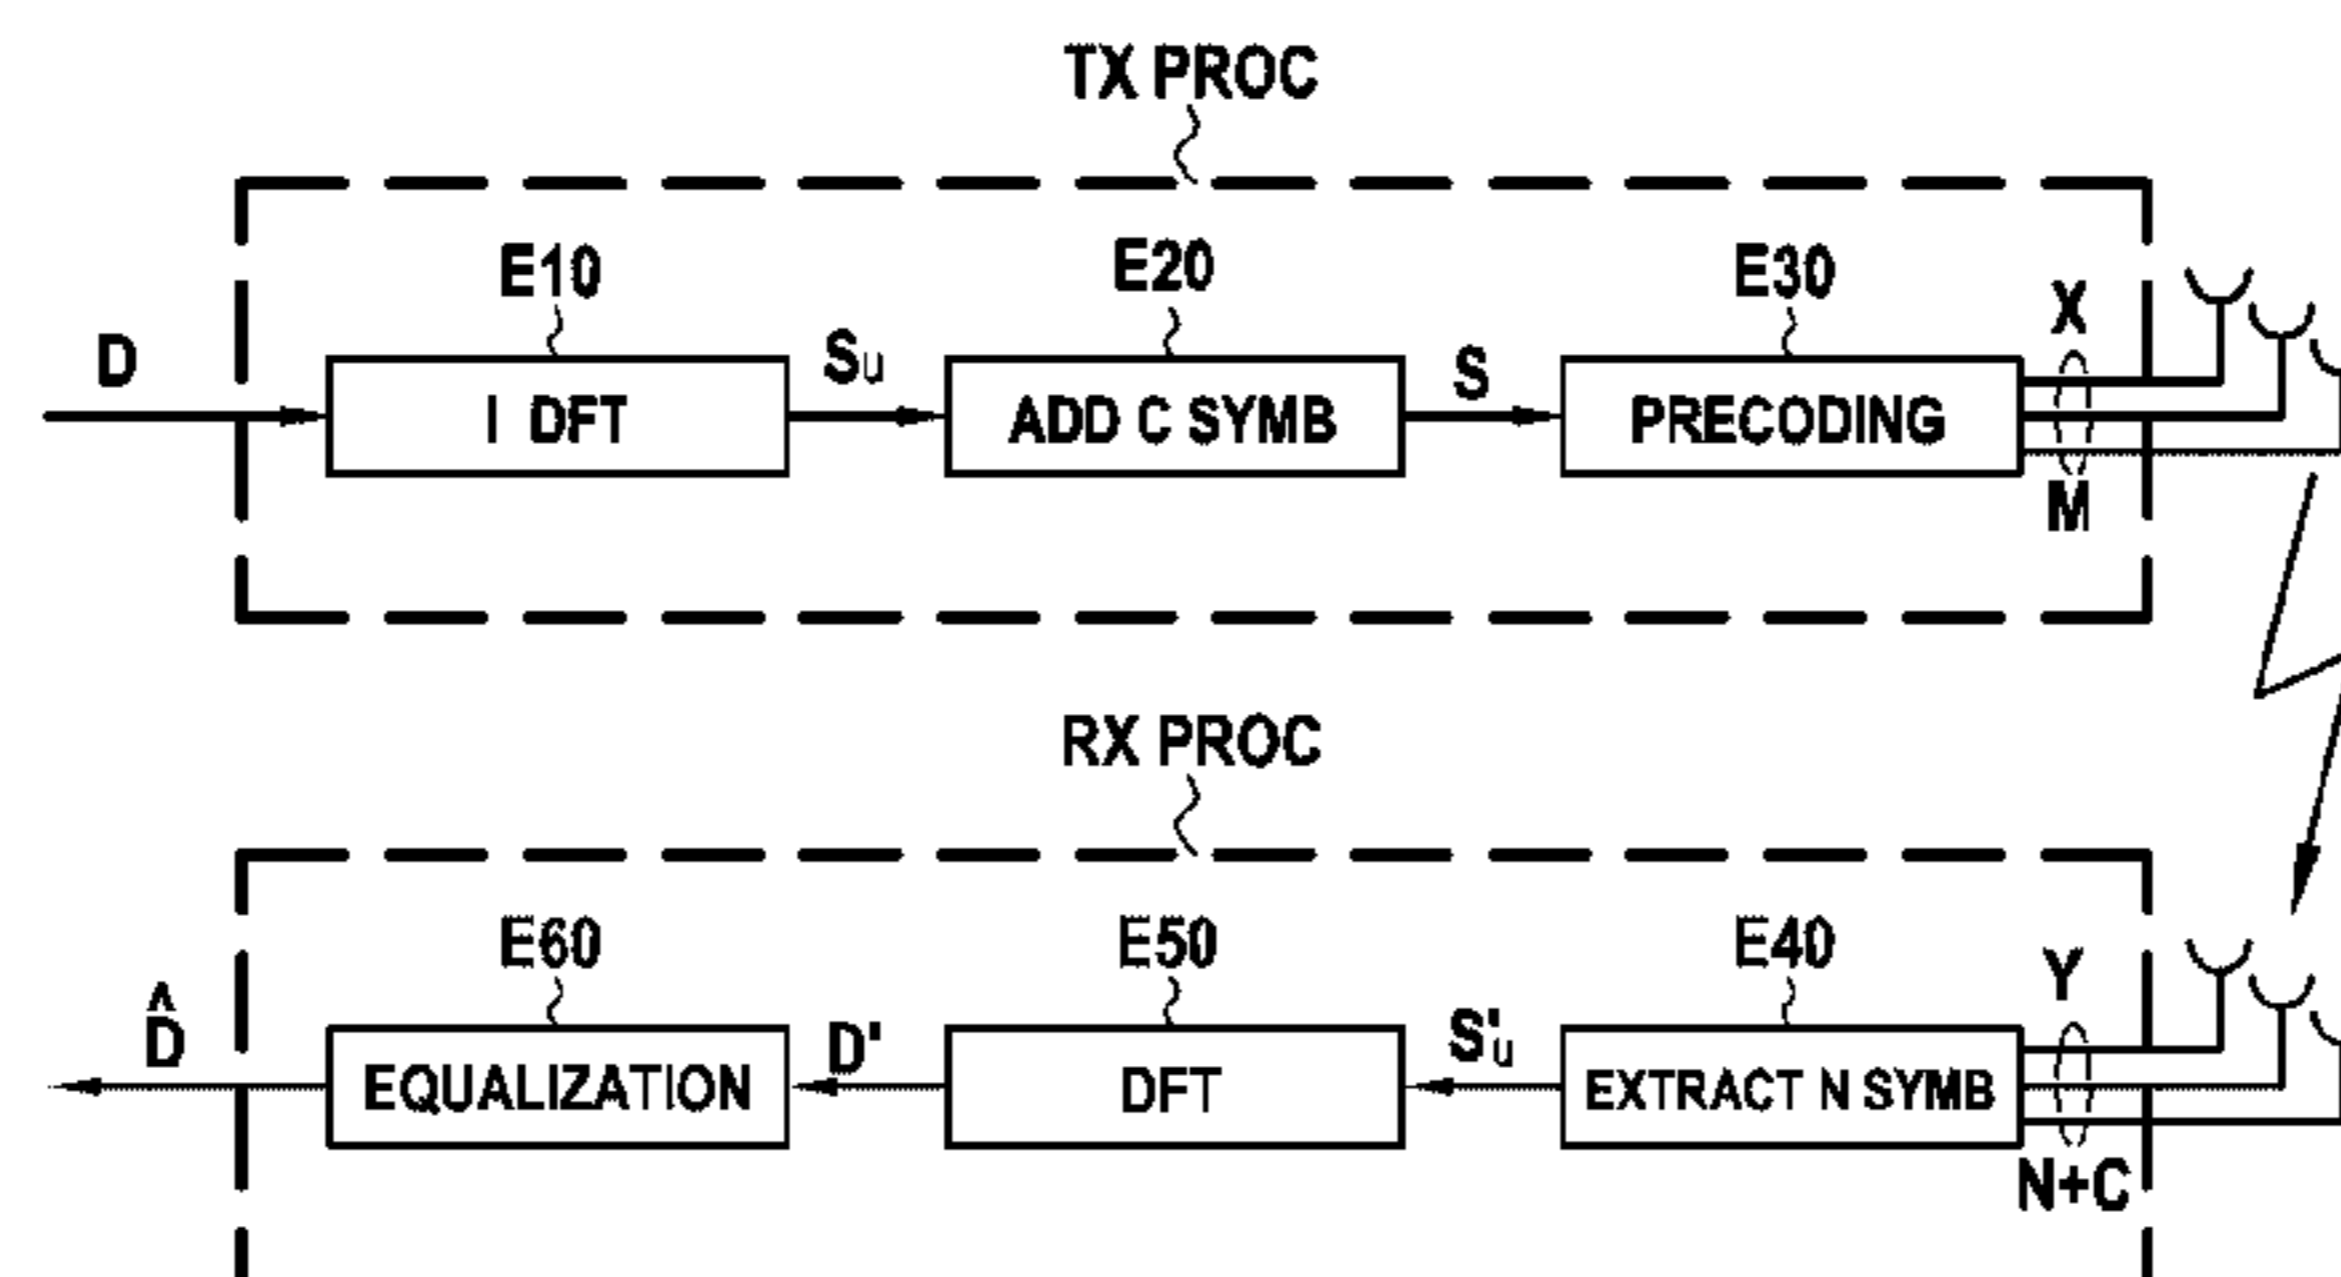 TX PROC
E10 E20 E30
D Su S X
I DFT ADD C SYMB PRECODING
M
RX PROC
E60 E50 E40
D̂ D' S'u Y
EQUALIZATION DFT EXTRACT N SYMB
N+C